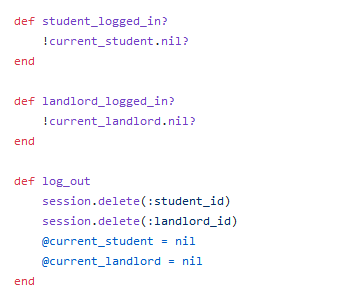 def student_logged_in?
    !current_student.nil?
end

def landlord_logged_in?
    !current_landlord.nil?
end

def log_out
    session.delete(:student_id)
    session.delete(:landlord_id)
    @current_student = nil
    @current_landlord = nil
end